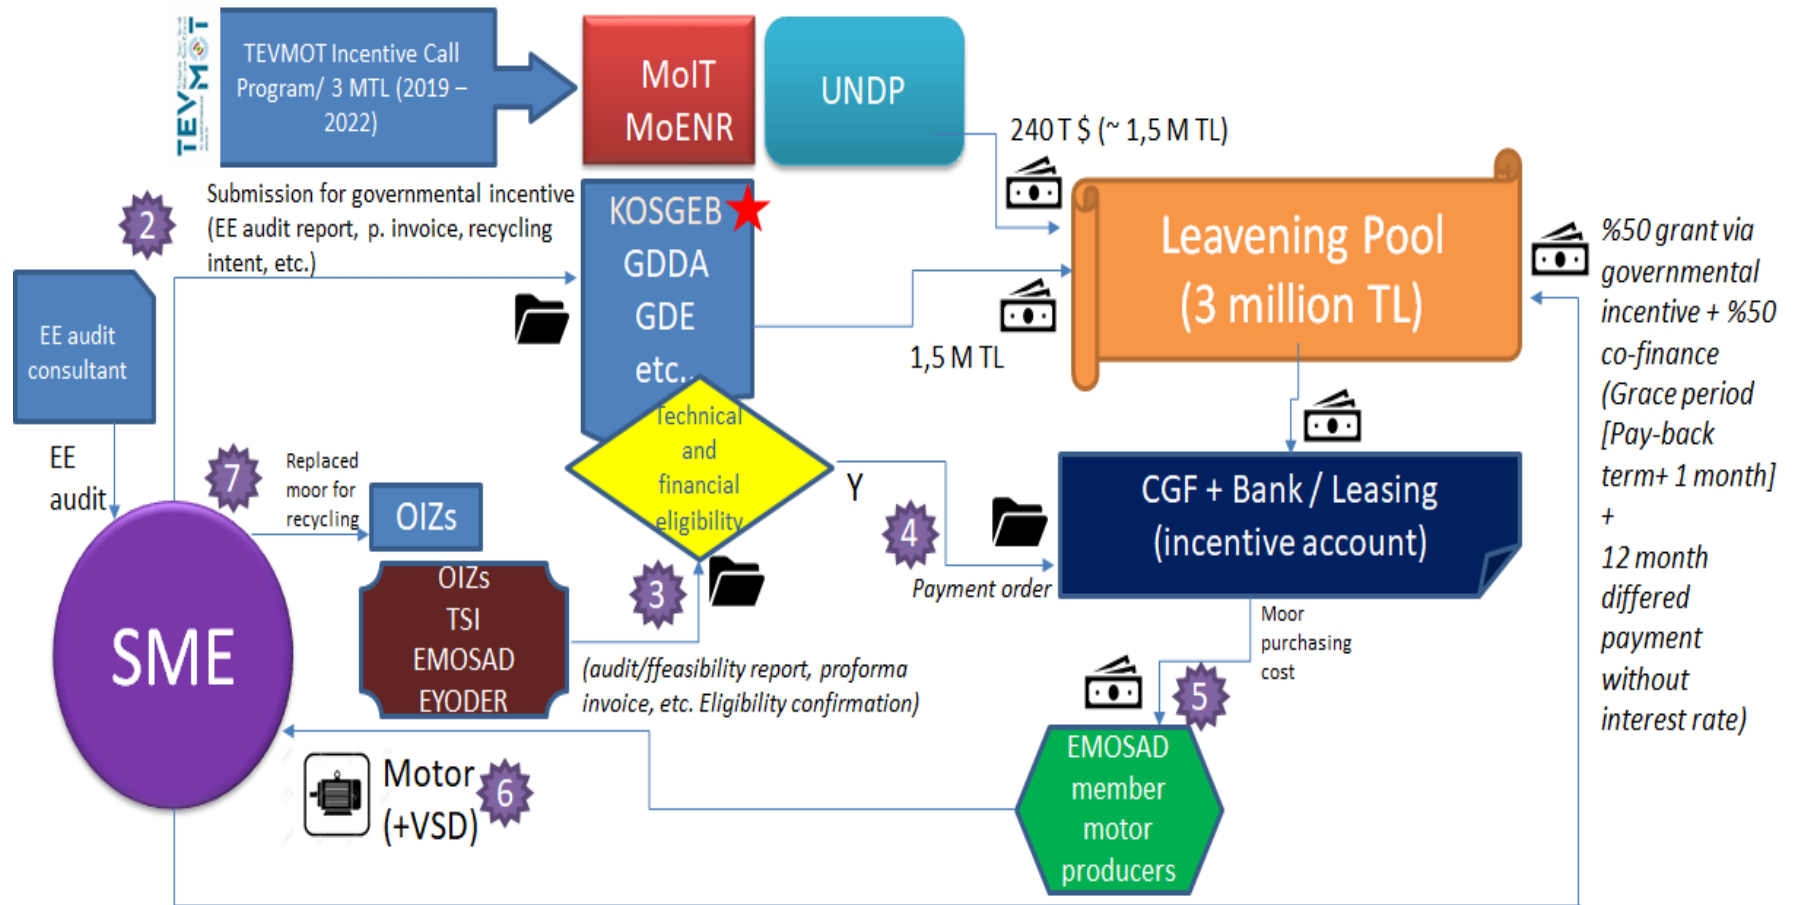 TEVMOT
TEVMOT Incentive Call
Program/ 3 MTL (2019 –
2022)
MoIT
MoENR
UNDP
240 T $ (~ 1,5 M TL)
2
Submission for governmental incentive
(EE audit report, p. invoice, recycling
intent, etc.)
KOSGEB
GDDA
GDE
etc..
Leavening Pool
(3 million TL)
%50 grant via
governmental
incentive + %50
co-finance
(Grace period
[Pay-back
term+ 1 month]
+
12 month
differed
payment
without
interest rate)
1,5 M TL
EE audit
consultant
EE
audit
7
Replaced
moor for
recycling
OIZs
Technical
and
financial
eligibility
Y
4
Payment order
CGF + Bank / Leasing
(incentive account)
SME
OIZs
TSI
EMOSAD
EYODER
3
(audit/ffeasibility report, proforma
invoice, etc. Eligibility confirmation)
Moor
purchasing
cost
5
Motor
(+VSD)
6
EMOSAD
member
motor
producers